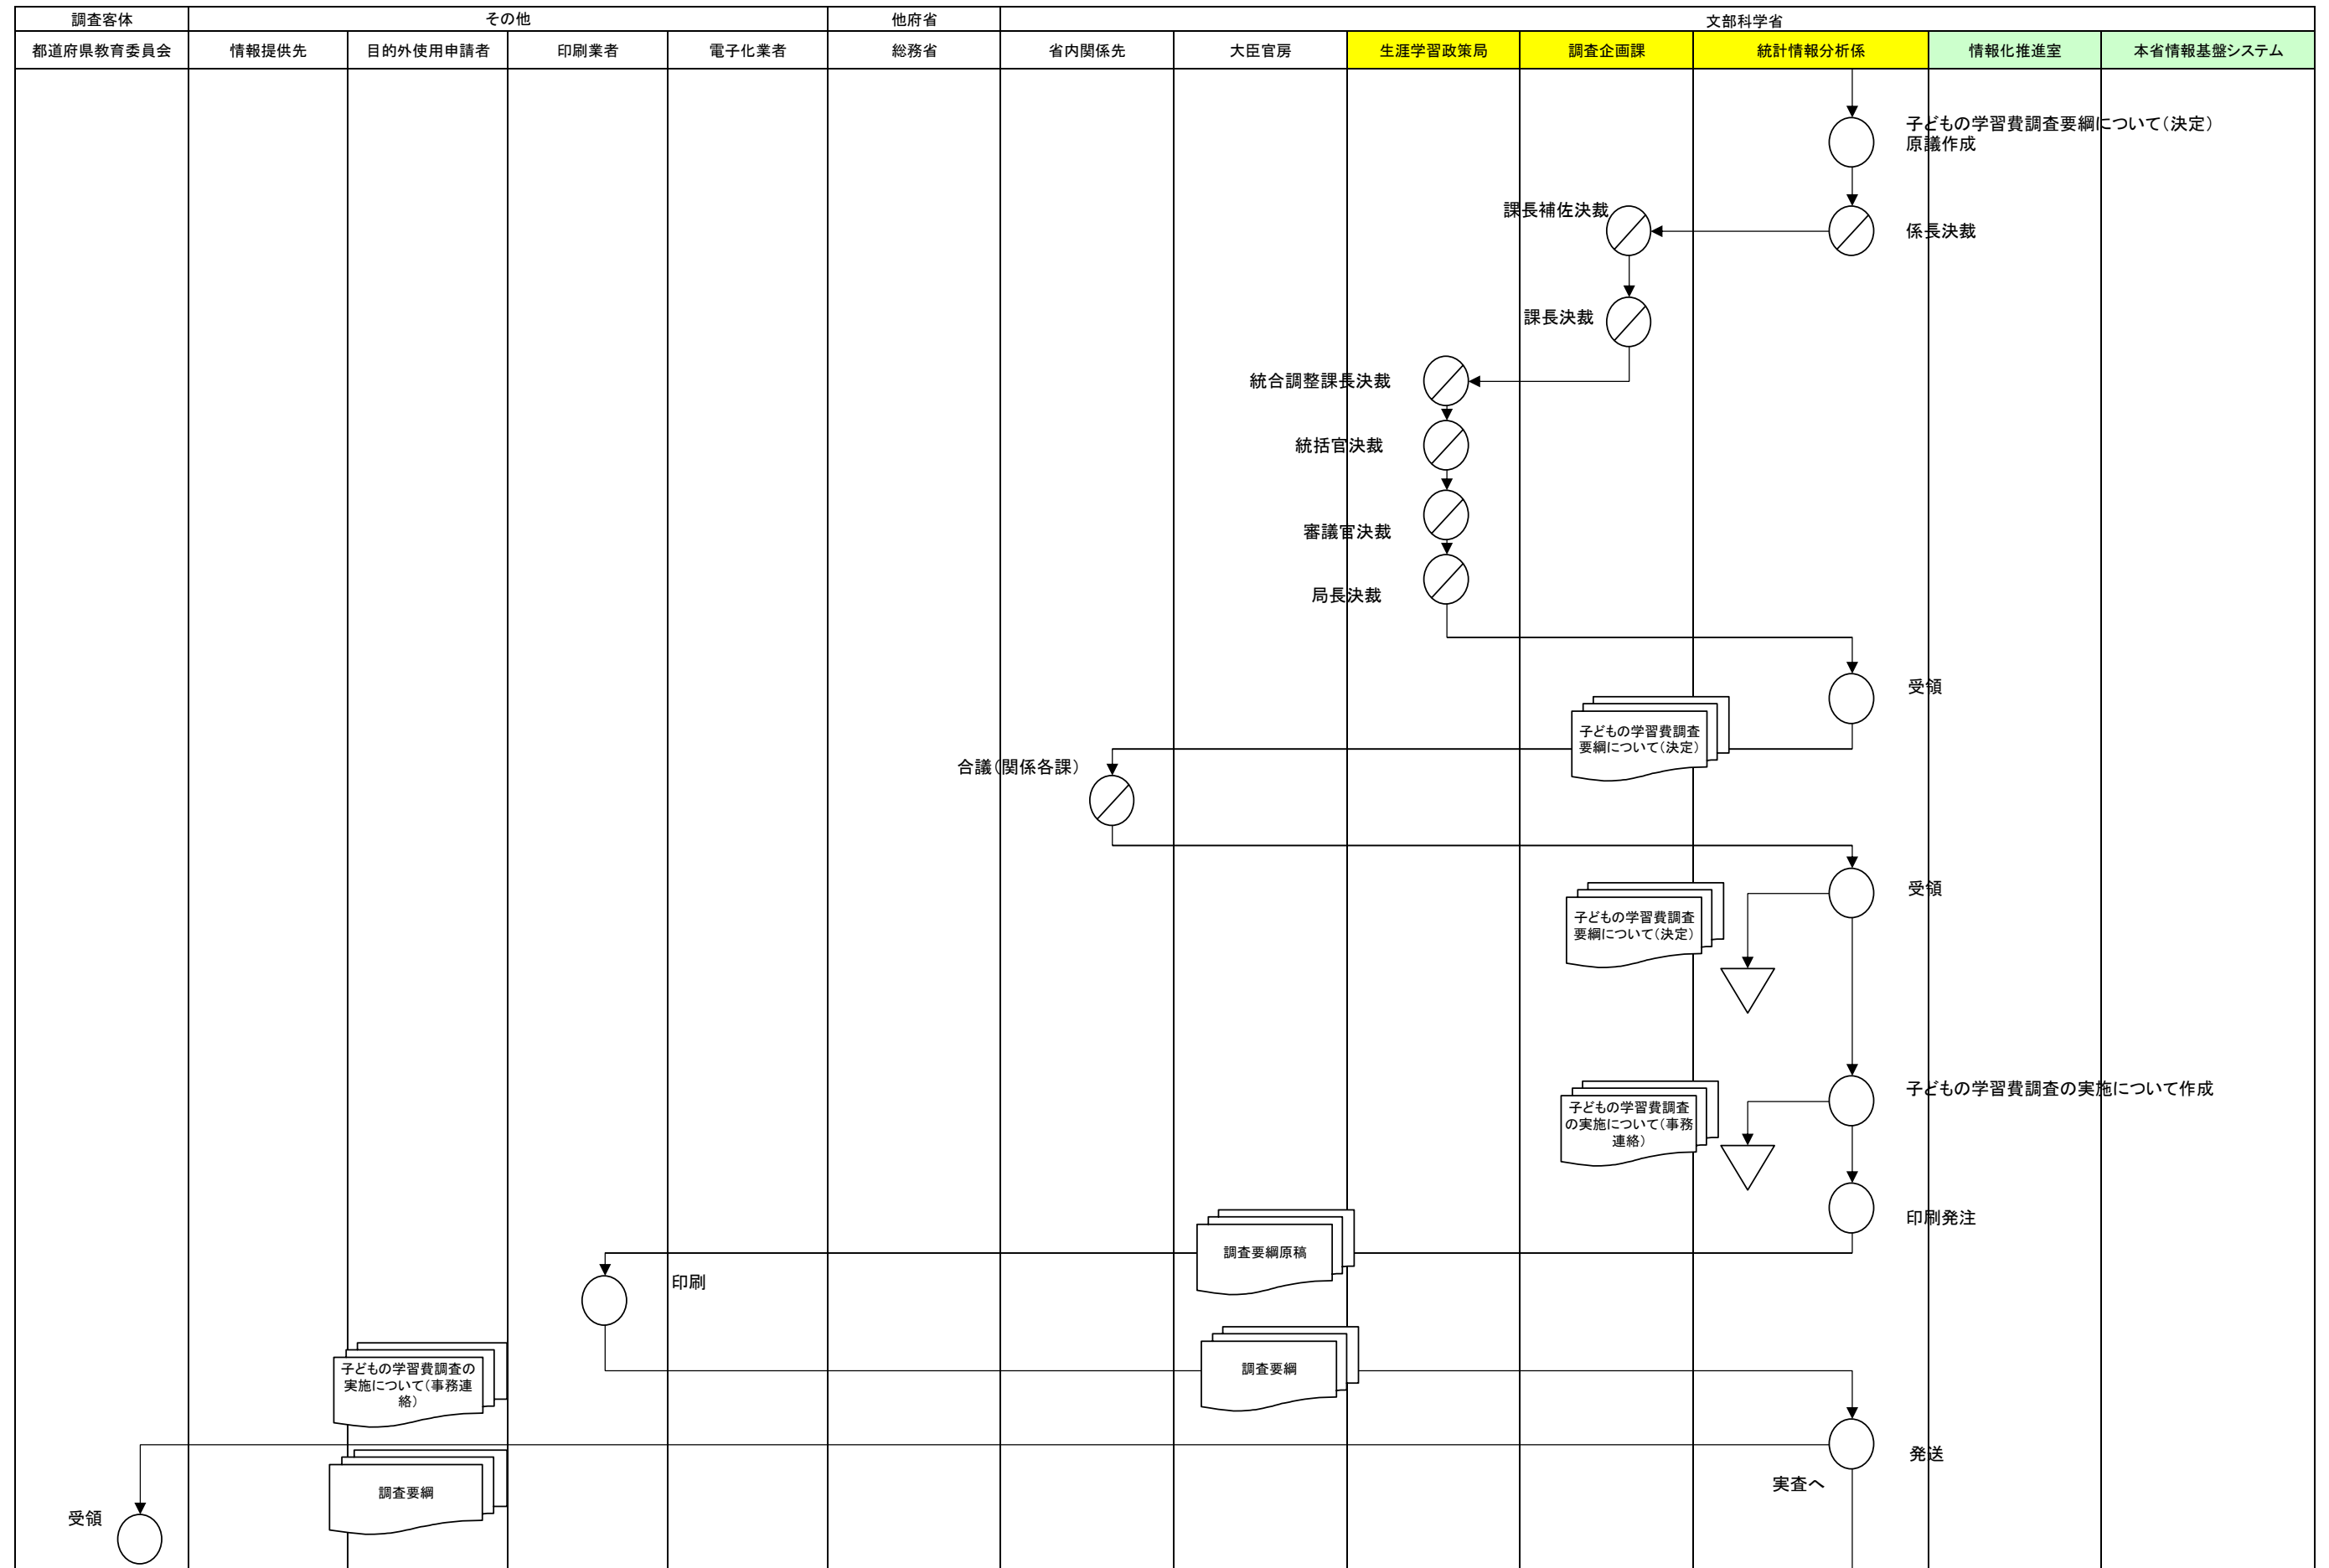 調査客体
その他
他府省
文部科学省
都道府県教育委員会
情報提供先
目的外使用申請者
印刷業者
電子化業者
総務省
省内関係先
大臣官房
生涯学習政策局
調査企画課
統計情報分析係
情報化推進室
本省情報基盤システム
子どもの学習費調査要綱について（決定）
原議作成
課長補佐決裁
係長決裁
課長決裁
統合調整課長決裁
統括官決裁
審議官決裁
局長決裁
受領
子どもの学習費調査
要綱について（決定）
合議（関係各課）
受領
子どもの学習費調査
要綱について（決定）
子どもの学習費調査の実施について作成
子どもの学習費調査
の実施について（事務
連絡）
印刷発注
調査要綱原稿
印刷
調査要綱
子どもの学習費調査の
実施について（事務連
絡）
発送
実査へ
調査要綱
受領